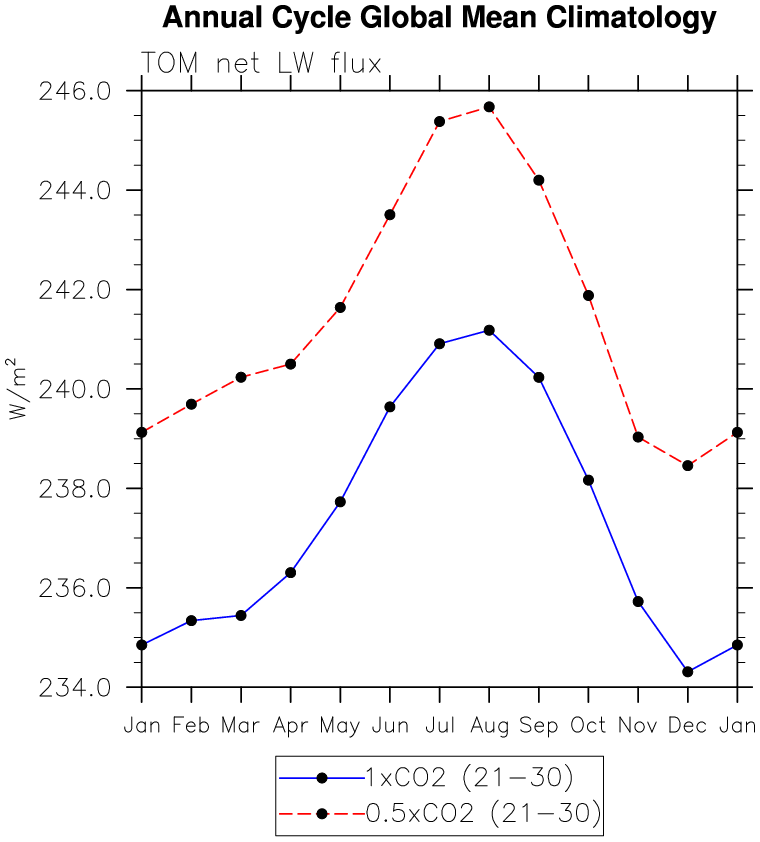 Annual Cycle Global Mean Climatology
TOM net LW flux
246.0
244.0
242.0
240.0
238.0
236.0
234.0
W/m²
Jan Feb Mar Apr May Jun Jul Aug Sep Oct Nov Dec Jan
1xCO2 (21−30)
0.5xCO2 (21−30)